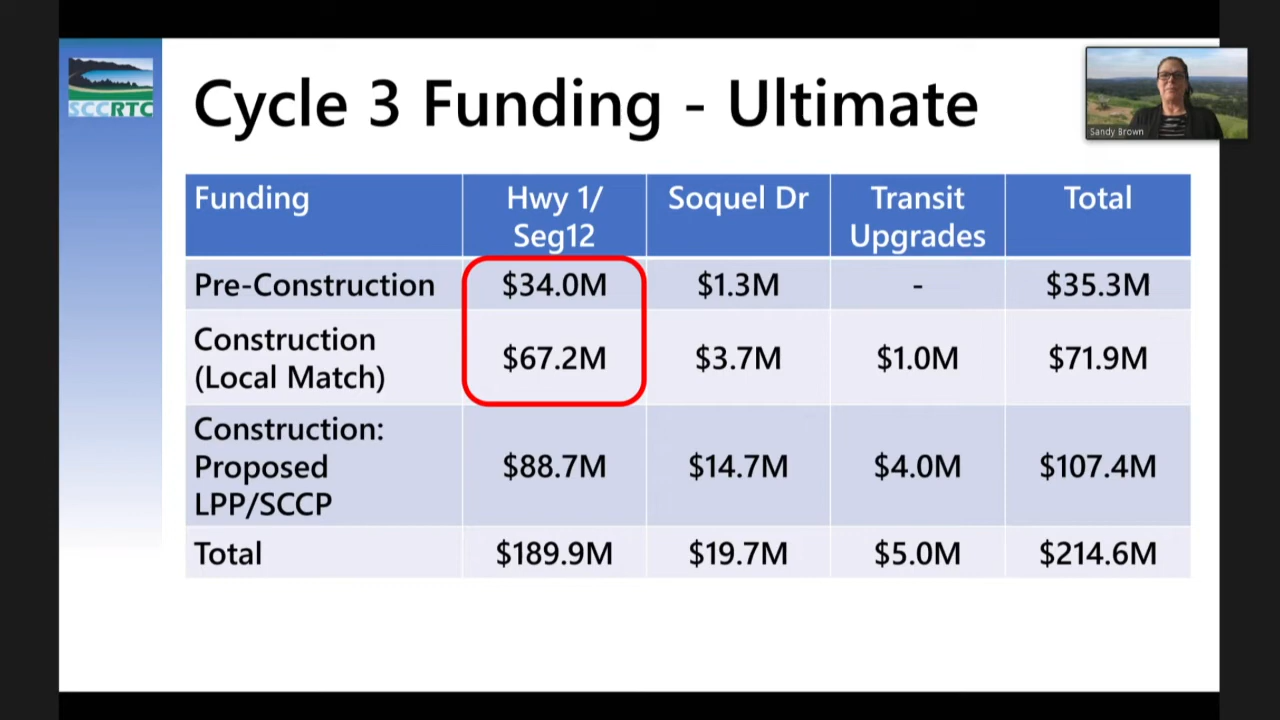 SCCRTC
Cycle 3 Funding - Ultimate
Sandy Brown
Funding
Hwy 1/
Seg12
Soquel Dr
Transit
Upgrades
Total
Pre-Construction
$34.0M
$1.3M
-
$35.3M
Construction
(Local Match)
$67.2M
$3.7M
$1.0M
$71.9M
Construction:
Proposed
LPP/SCCP
$88.7M
$14.7M
$4.0M
$107.4M
Total
$189.9M
$19.7M
$5.0M
$214.6M